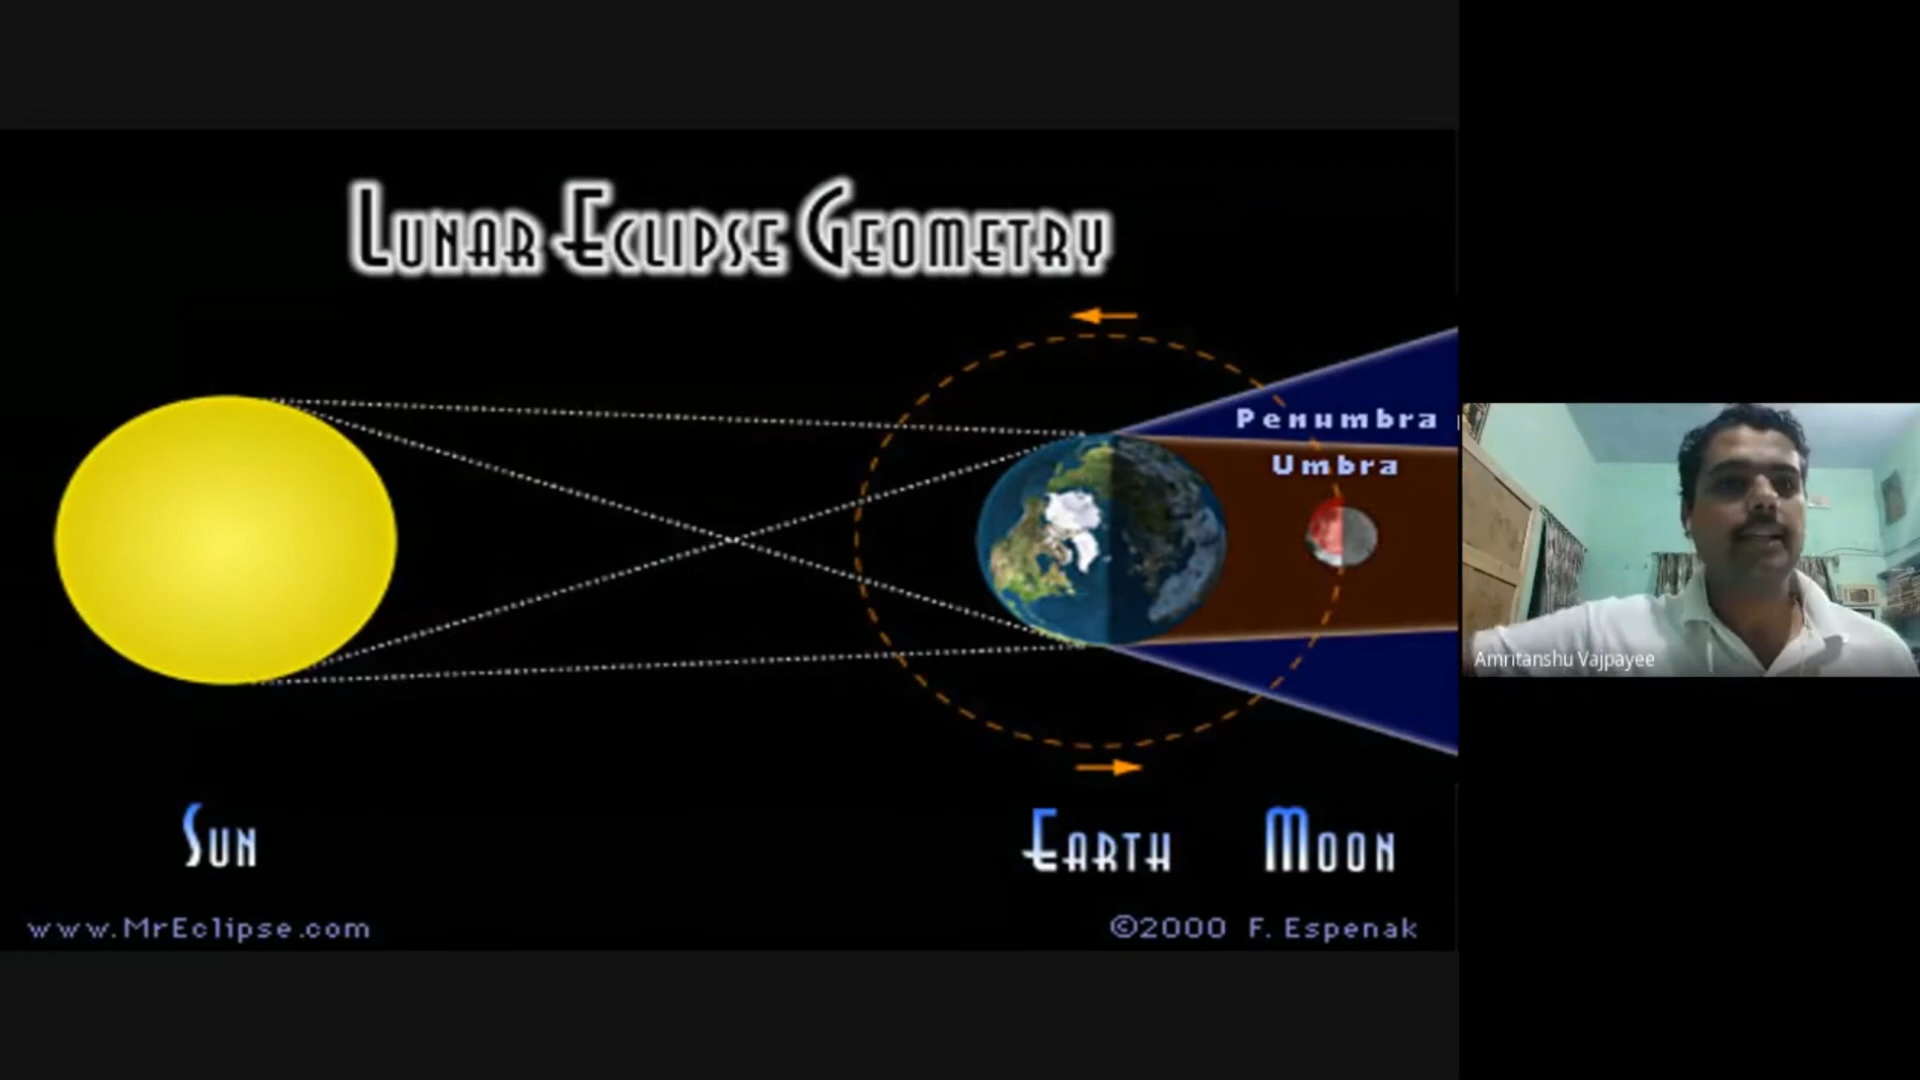 Lunar Eclipse Geometry
Penumbra
Umbra
Amritanshu Vajpayee
Sun
Earth
Moon
www.MrEclipse.com
©2000 F. Espenak